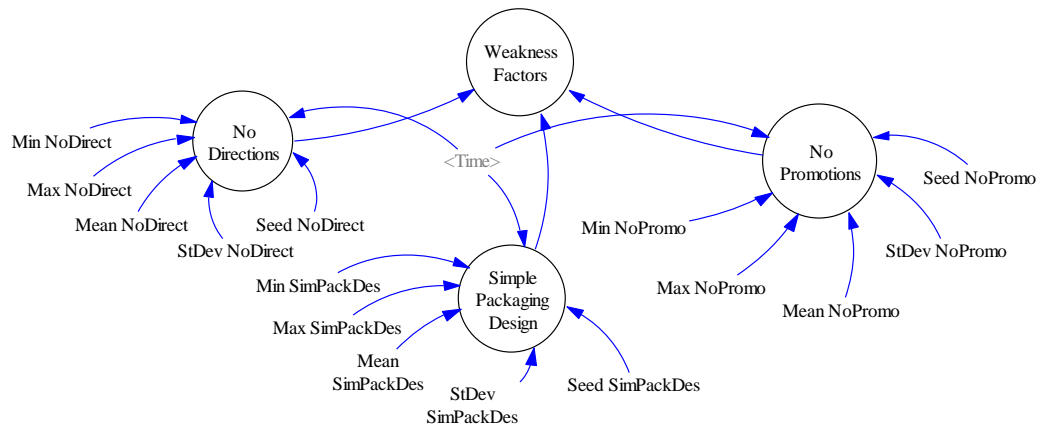 Weakness
Factors
No
Directions
Min NoDirect
Max NoDirect
Mean NoDirect
StDev NoDirect
Seed NoDirect
<Time>
No
Promotions
Seed NoPromo
StDev NoPromo
Min NoPromo
Max NoPromo
Mean NoPromo
Simple
Packaging
Design
Min SimPackDes
Max SimPackDes
Mean
SimPackDes
StDev
SimPackDes
Seed SimPackDes